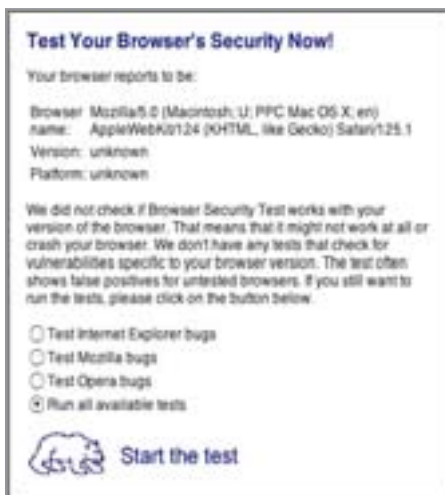 Test Your Browser's Security Now!
Your browser reports to be:
Browser Mozilla/5.0 (Macintosh; U; PPC Mac OS X; en)
name: AppleWebKit/124 (KHTML, like Gecko) Safari/125.1
Version: unknown
Platform: unknown
We did not check if Browser Security Test works with your
version of the browser. That means that it might not work at all or
crash your browser. We don't have any tests that check for
vulnerabilities specific to your browser version. The test often
shows false positives for untested browsers. If you still want to
run the tests, please click on the button below.
Test Internet Explorer bugs
Test Mozilla bugs
Test Opera bugs
Run all available tests
Start the test